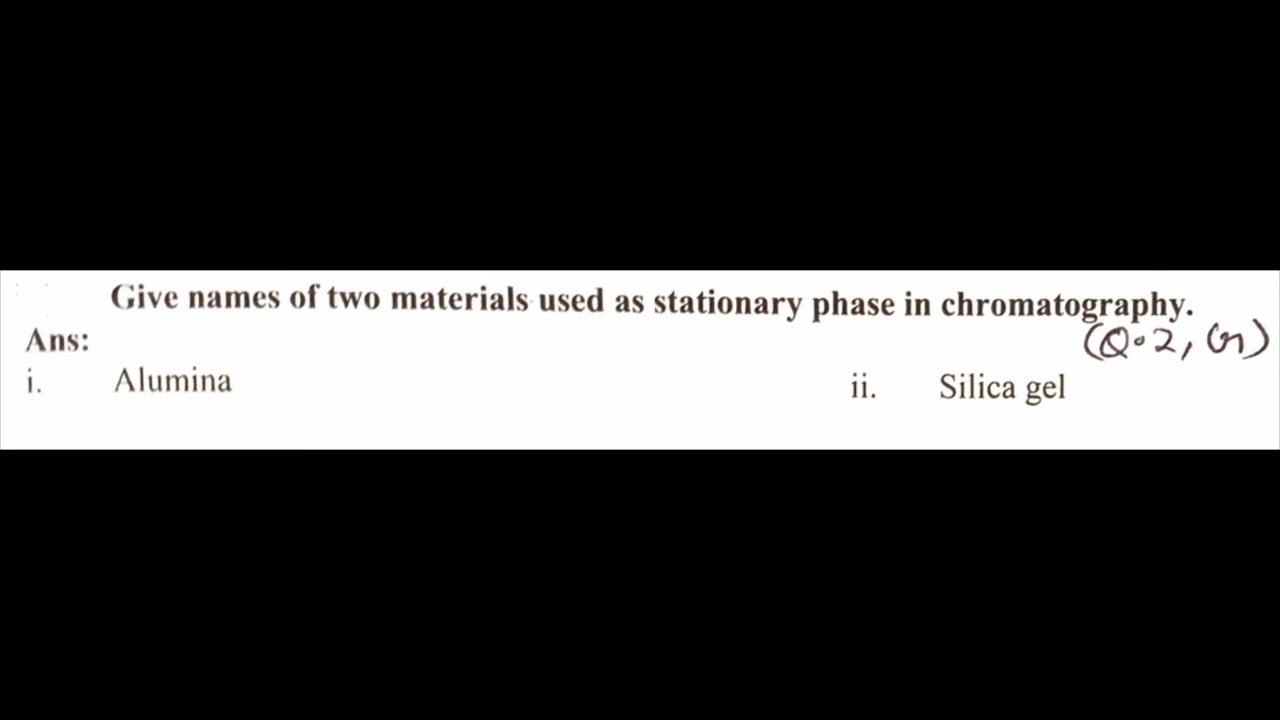 Give names of two materials used as stationary phase in chromatography.
Ans: (Q.2,
i. Alumina ii. Silica gel